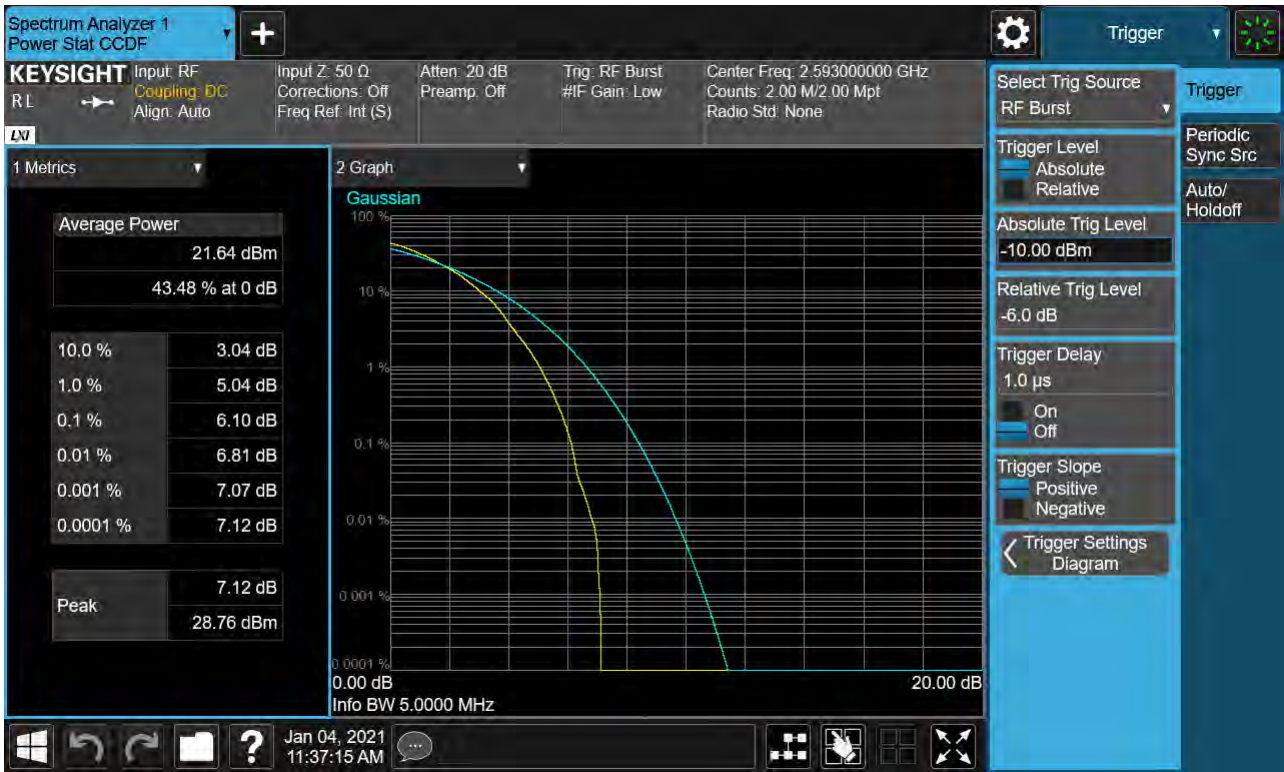 Spectrum Analyzer 1
Power Stat CCDF
+
Trigger
KEYSIGHT
RL
LXI
Input: RF
Coupling: DC
Align: Auto
Input Z: 50 Ω
Corrections: Off
Freq Ref: Int (S)
Atten: 20 dB
Preamp: Off
Trig: RF Burst
#IF Gain: Low
Center Freq: 2.593000000 GHz
Counts: 2.00 M/2.00 Mpt
Radio Std: None
1 Metrics
Average Power
21.64 dBm
43.48 % at 0 dB
10.0 % 3.04 dB
1.0 % 5.04 dB
0.1 % 6.10 dB
0.01 % 6.81 dB
0.001 % 7.07 dB
0.0001 % 7.12 dB
Peak
7.12 dB
28.76 dBm
2 Graph
Gaussian
100 %
10 %
1 %
0.1 %
0.01 %
0.001 %
0.0001 %
0.00 dB 20.00 dB
Info BW 5.0000 MHz
Select Trig Source
RF Burst
Trigger Level
Absolute
Relative
Absolute Trig Level
-10.00 dBm
Relative Trig Level
-6.0 dB
Trigger Delay
1.0 µs
On
Off
Trigger Slope
Positive
Negative
Trigger Settings
Diagram
Trigger
Periodic
Sync Src
Auto/
Holdoff
?
Jan 04, 2021
11:37:15 AM